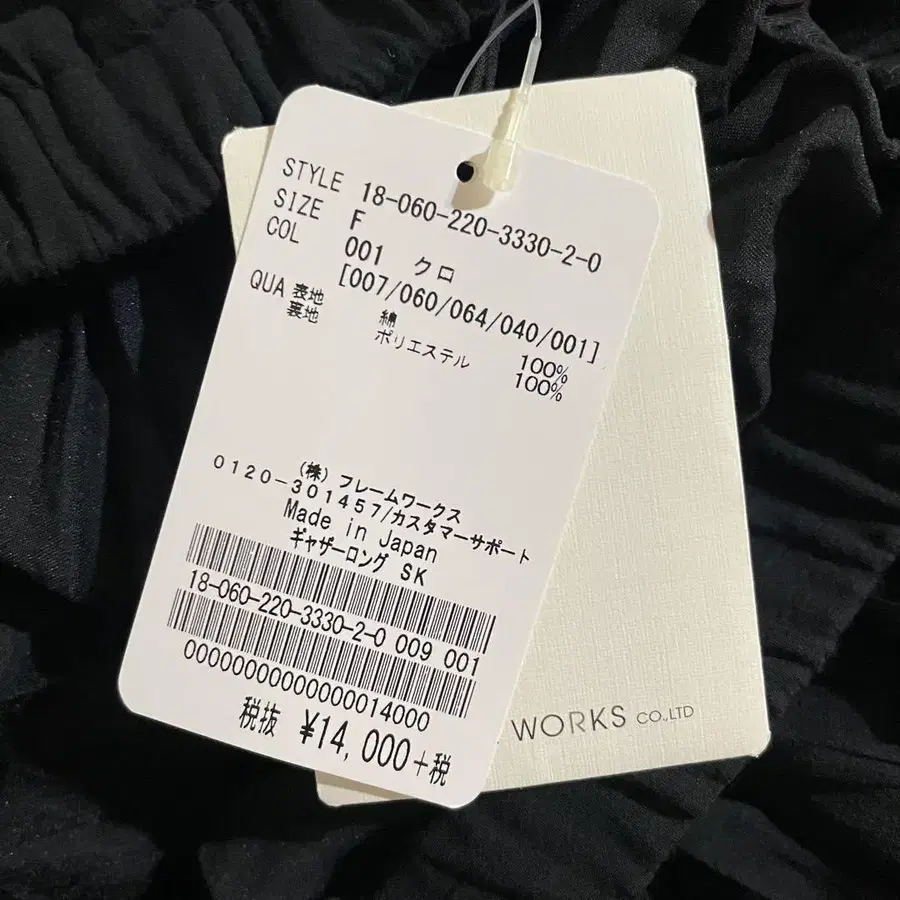 STYLE 18-060-220-3330-2-0
SIZE F
COL 001 クロ
[007/060/064/040/001]
QUA 表地 綿 100%
裏地 ポリエステル 100%
(株) フレームワークス
0120-301457/カスタマーサポート
Made in Japan
ギャザーロング SK
18-060-220-3330-2-0 009 001
0000000000000014000
税抜 ¥14,000+税
WORKS CO.,LTD